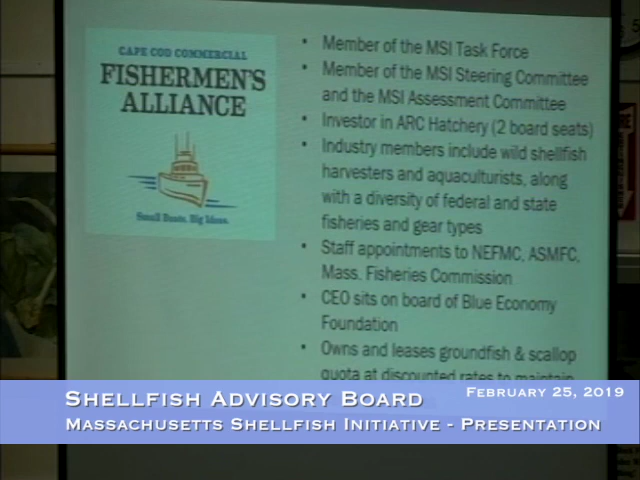 CAPE COD COMMERCIAL
FISHERMEN'S
ALLIANCE
Small Boats. Big Ideas.
• Member of the MSI Task Force
• Member of the MSI Steering Committee
and the MSI Assessment Committee
• Investor in ARC Hatchery (2 board seats)
• Industry members include wild shellfish
harvesters and aquaculturists, along
with a diversity of federal and state
fisheries and gear types
• Staff appointments to NEFMC, ASMFC,
Mass. Fisheries Commission
• CEO sits on board of Blue Economy
Foundation
• Owns and leases groundfish & scallop
quota at discounted rates to maintain
Shellfish Advisory Board
February 25, 2019
Massachusetts Shellfish Initiative - Presentation